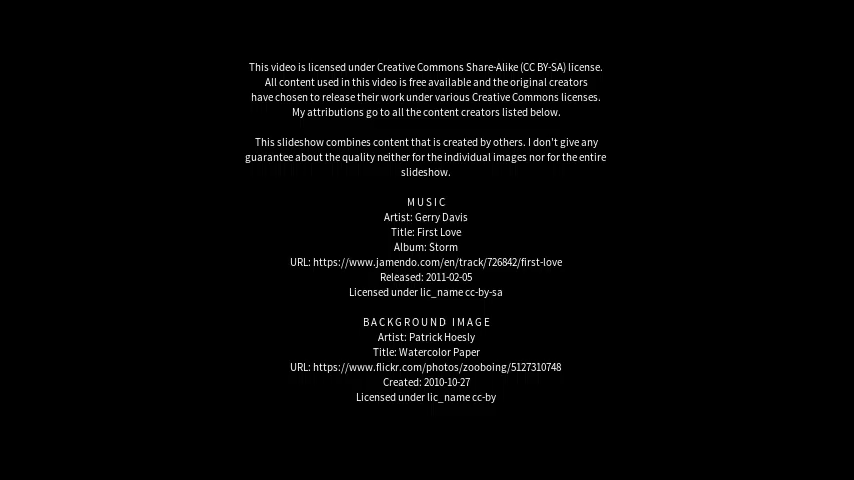 This video is licensed under Creative Commons Share-Alike (CC BY-SA) license.
All content used in this video is free available and the original creators
have chosen to release their work under various Creative Commons licenses.
My attributions go to all the content creators listed below.
This slideshow combines content that is created by others. I don't give any
guarantee about the quality neither for the individual images nor for the entire
slideshow.
MUSIC
Artist: Gerry Davis
Title: First Love
Album: Storm
URL: https://www.jamendo.com/en/track/726842/first-love
Released: 2011-02-05
Licensed under lic_name cc-by-sa
BACKGROUND IMAGE
Artist: Patrick Hoesly
Title: Watercolor Paper
URL: https://www.flickr.com/photos/zooboing/5127310748
Created: 2010-10-27
Licensed under lic_name cc-by